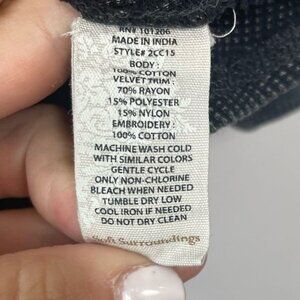 RN# 101206
MADE IN INDIA
STYLE# 2CC15
BODY:
100% COTTON
VELVET TRIM:
70% RAYON
15% POLYESTER
15% NYLON
EMBROIDERY:
100% COTTON
MACHINE WASH COLD
WITH SIMILAR COLORS
GENTLE CYCLE
ONLY NON-CHLORINE
BLEACH WHEN NEEDED
TUMBLE DRY LOW
COOL IRON IF NEEDED
DO NOT DRY CLEAN
Soft Surroundings